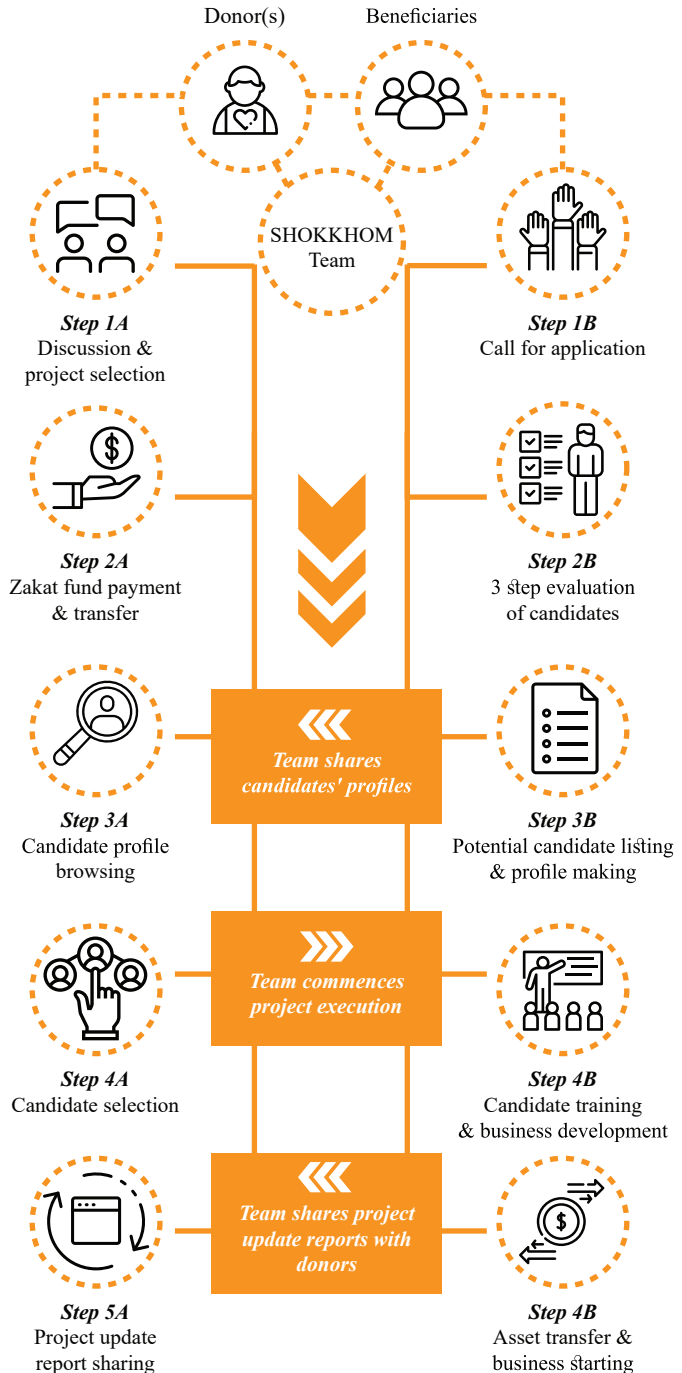 Donor(s)
Beneficiaries
SHOKKHOM
Team
Step 1A
Discussion &
project selection
Step 1B
Call for application
Step 2A
Zakat fund payment
& transfer
Step 2B
3 step evaluation
of candidates
Team shares
candidates' profiles
Step 3A
Candidate profile
browsing
Step 3B
Potential candidate listing
& profile making
Team commences
project execution
Step 4A
Candidate selection
Step 4B
Candidate training
& business development
Team shares project
update reports with
donors
Step 5A
Project update
report sharing
Step 4B
Asset transfer &
business starting